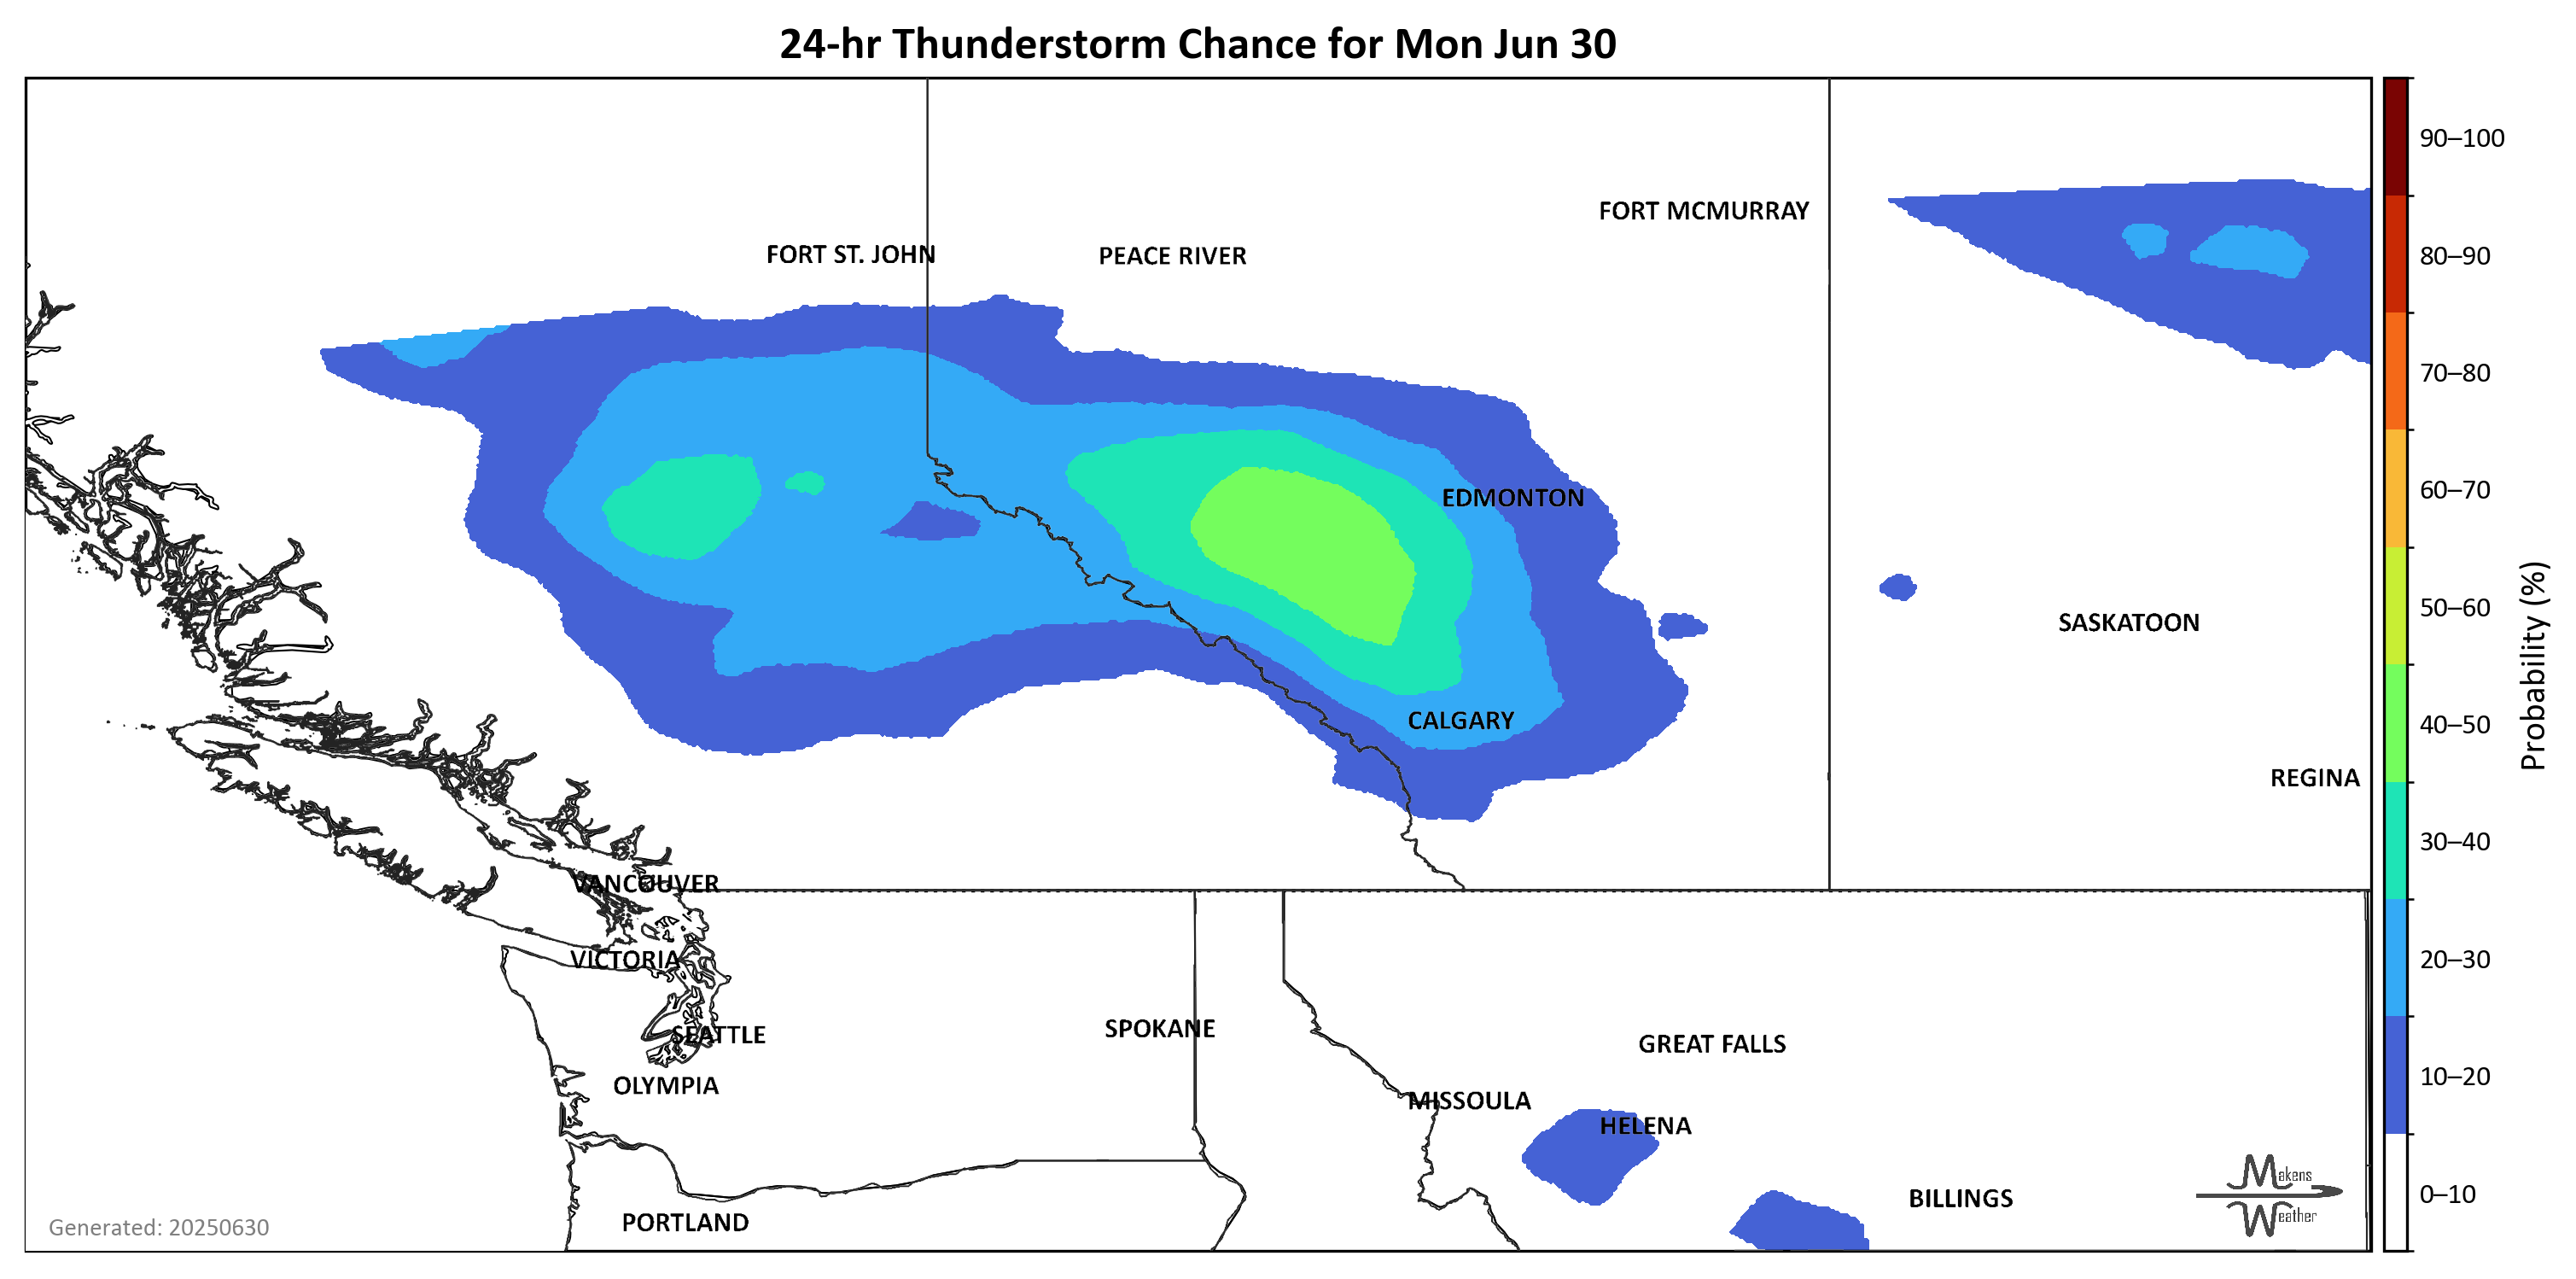 24-hr Thunderstorm Chance for Mon Jun 30
90–100
FORT MCMURRAY
FORT ST. JOHN
PEACE RIVER
80–90
70–80
60–70
EDMONTON
50–60
SASKATOON
Probability (%)
CALGARY
40–50
REGINA
30–40
VANCOUVER
VICTORIA
20–30
SPOKANE
SEATTLE
GREAT FALLS
10–20
OLYMPIA
MISSOULA
HELENA
Makens
Weather
0–10
BILLINGS
PORTLAND
Generated: 20250630